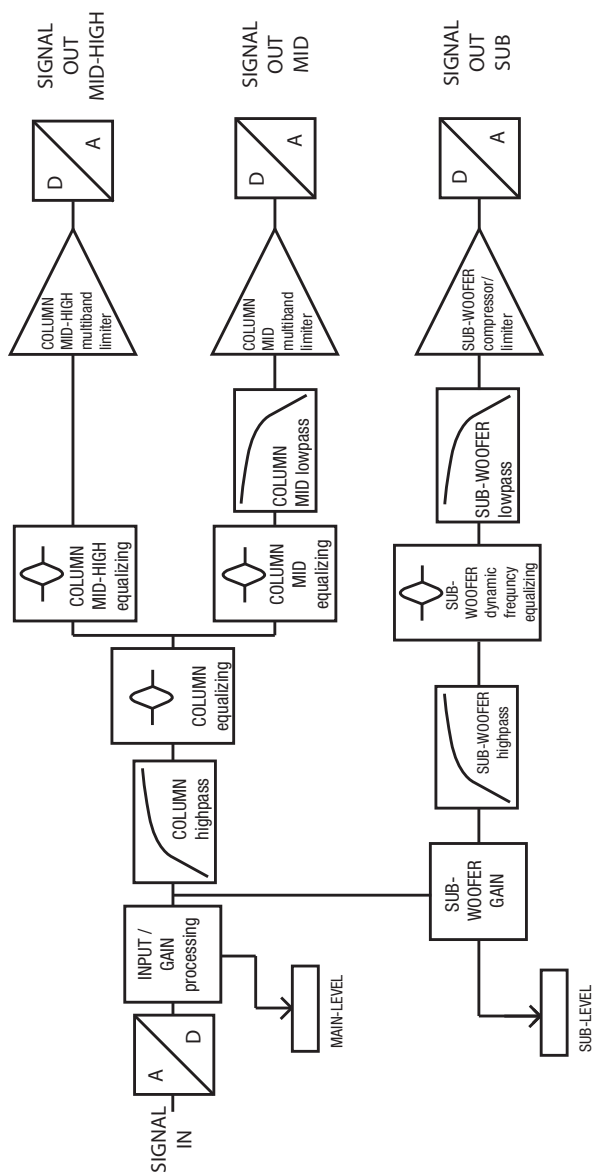 SIGNAL
IN
A
D
INPUT /
GAIN
processing
MAIN-LEVEL
COLUMN
highpass
COLUMN
equalizing
COLUMN
MID-HIGH
equalizing
COLUMN
MID-HIGH
multiband
limiter
D
A
SIGNAL
OUT
MID-HIGH
COLUMN
MID
equalizing
COLUMN
MID lowpass
COLUMN
MID
multiband
limiter
D
A
SIGNAL
OUT
MID
SUB-LEVEL
SUB-
WOOFER
GAIN
SUB-WOOFER
highpass
SUB-
WOOFER
dynamic
frequncy
equalizing
SUB-WOOFER
lowpass
SUB-WOOFER
compressor/
limiter
D
A
SIGNAL
OUT
SUB